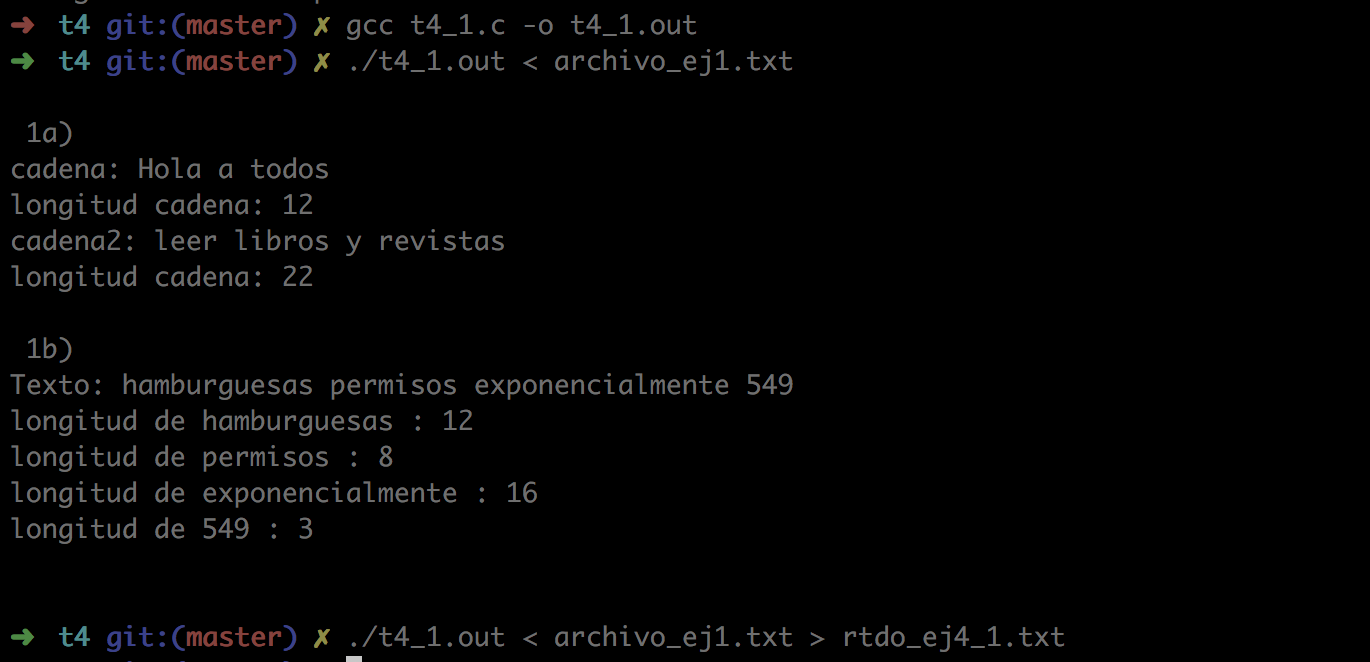 ➜ t4 git:(master) ✗ gcc t4_1.c -o t4_1.out
➜ t4 git:(master) ✗ ./t4_1.out < archivo_ej1.txt
1a)
cadena: Hola a todos
longitud cadena: 12
cadena2: leer libros y revistas
longitud cadena: 22
1b)
Texto: hamburguesas permisos exponencialmente 549
longitud de hamburguesas : 12
longitud de permisos : 8
longitud de exponencialmente : 16
longitud de 549 : 3
➜ t4 git:(master) ✗ ./t4_1.out < archivo_ej1.txt > rtdo_ej4_1.txt